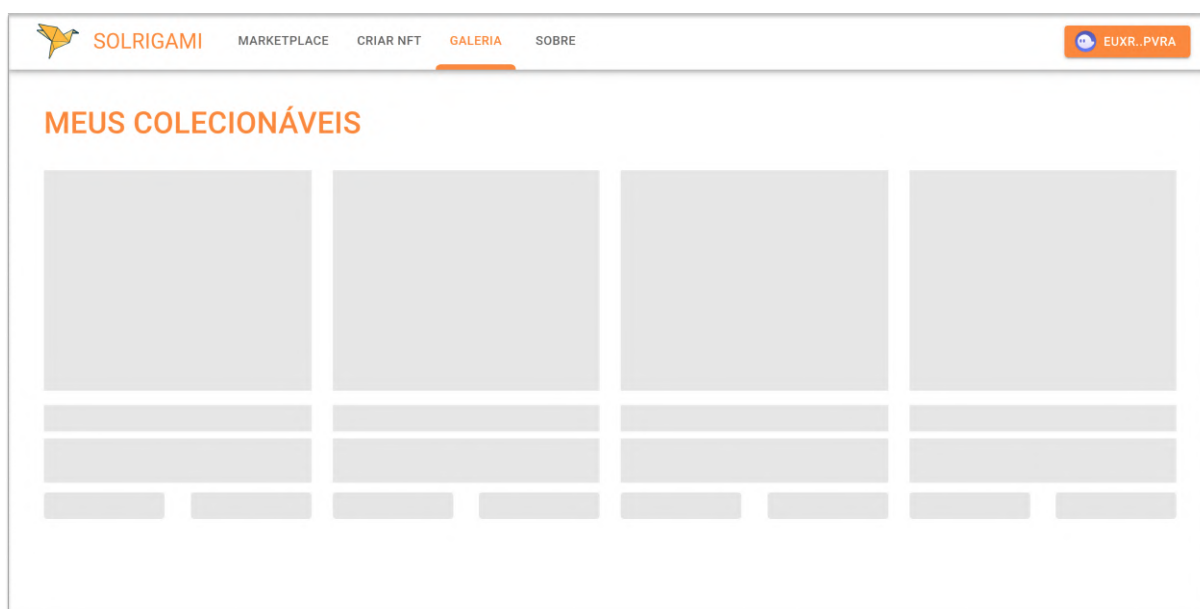 SOLRIGAMI MARKETPLACE CRIAR NFT GALERIA SOBRE EUXR..PVRA
MEUS COLECIONÁVEIS